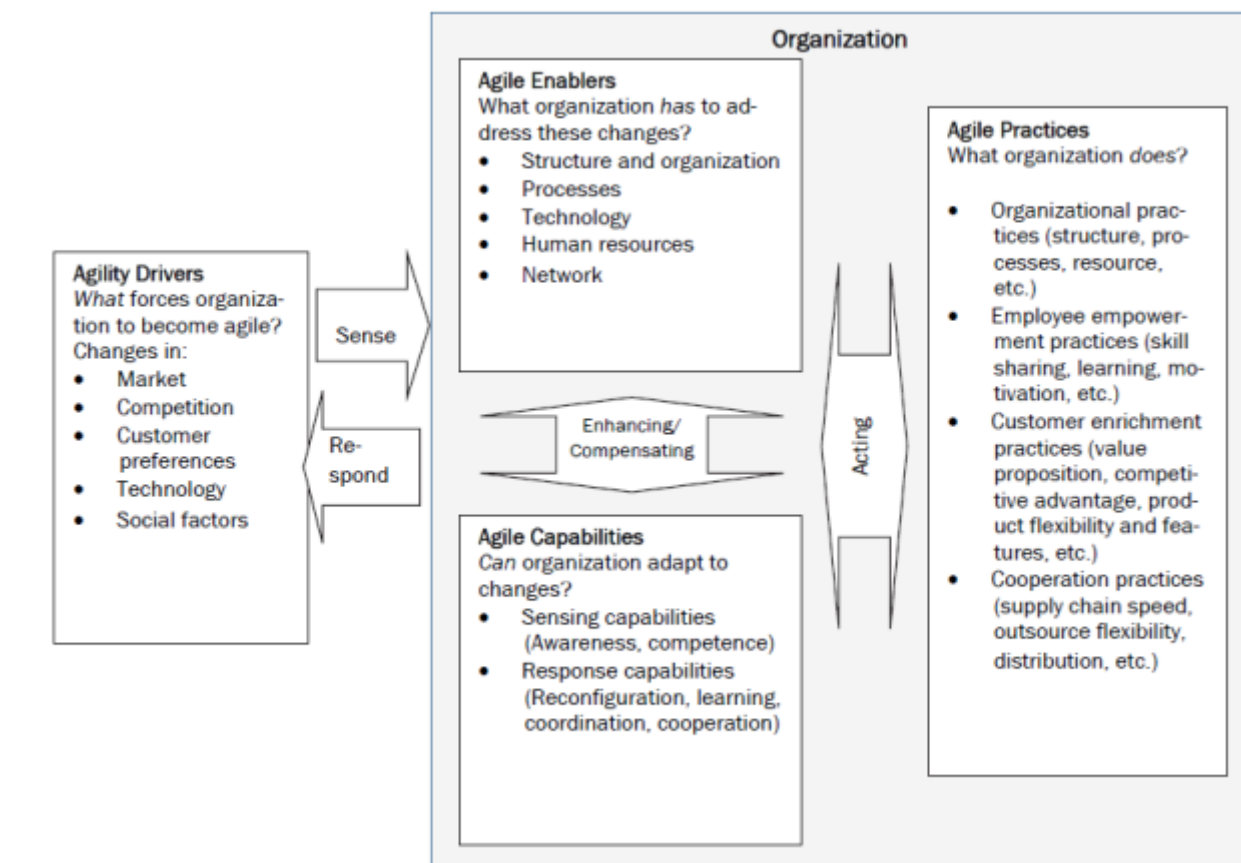 Organization
Agility Drivers
What forces organiza-
tion to become agile?
Changes in:
• Market
• Competition
• Customer
preferences
• Technology
• Social factors
Sense
Re-
spond
Agile Enablers
What organization has to ad-
dress these changes?
• Structure and organization
• Processes
• Technology
• Human resources
• Network
Enhancing/
Compensating
Agile Capabilities
Can organization adapt to
changes?
• Sensing capabilities
(Awareness, competence)
• Response capabilities
(Reconfiguration, learning,
coordination, cooperation)
Acting
Agile Practices
What organization does?
• Organizational prac-
tices (structure, pro-
cesses, resource,
etc.)
• Employee empower-
ment practices (skill
sharing, learning, mo-
tivation, etc.)
• Customer enrichment
practices (value
proposition, competi-
tive advantage, prod-
uct flexibility and fea-
tures, etc.)
• Cooperation practices
(supply chain speed,
outsource flexibility,
distribution, etc.)